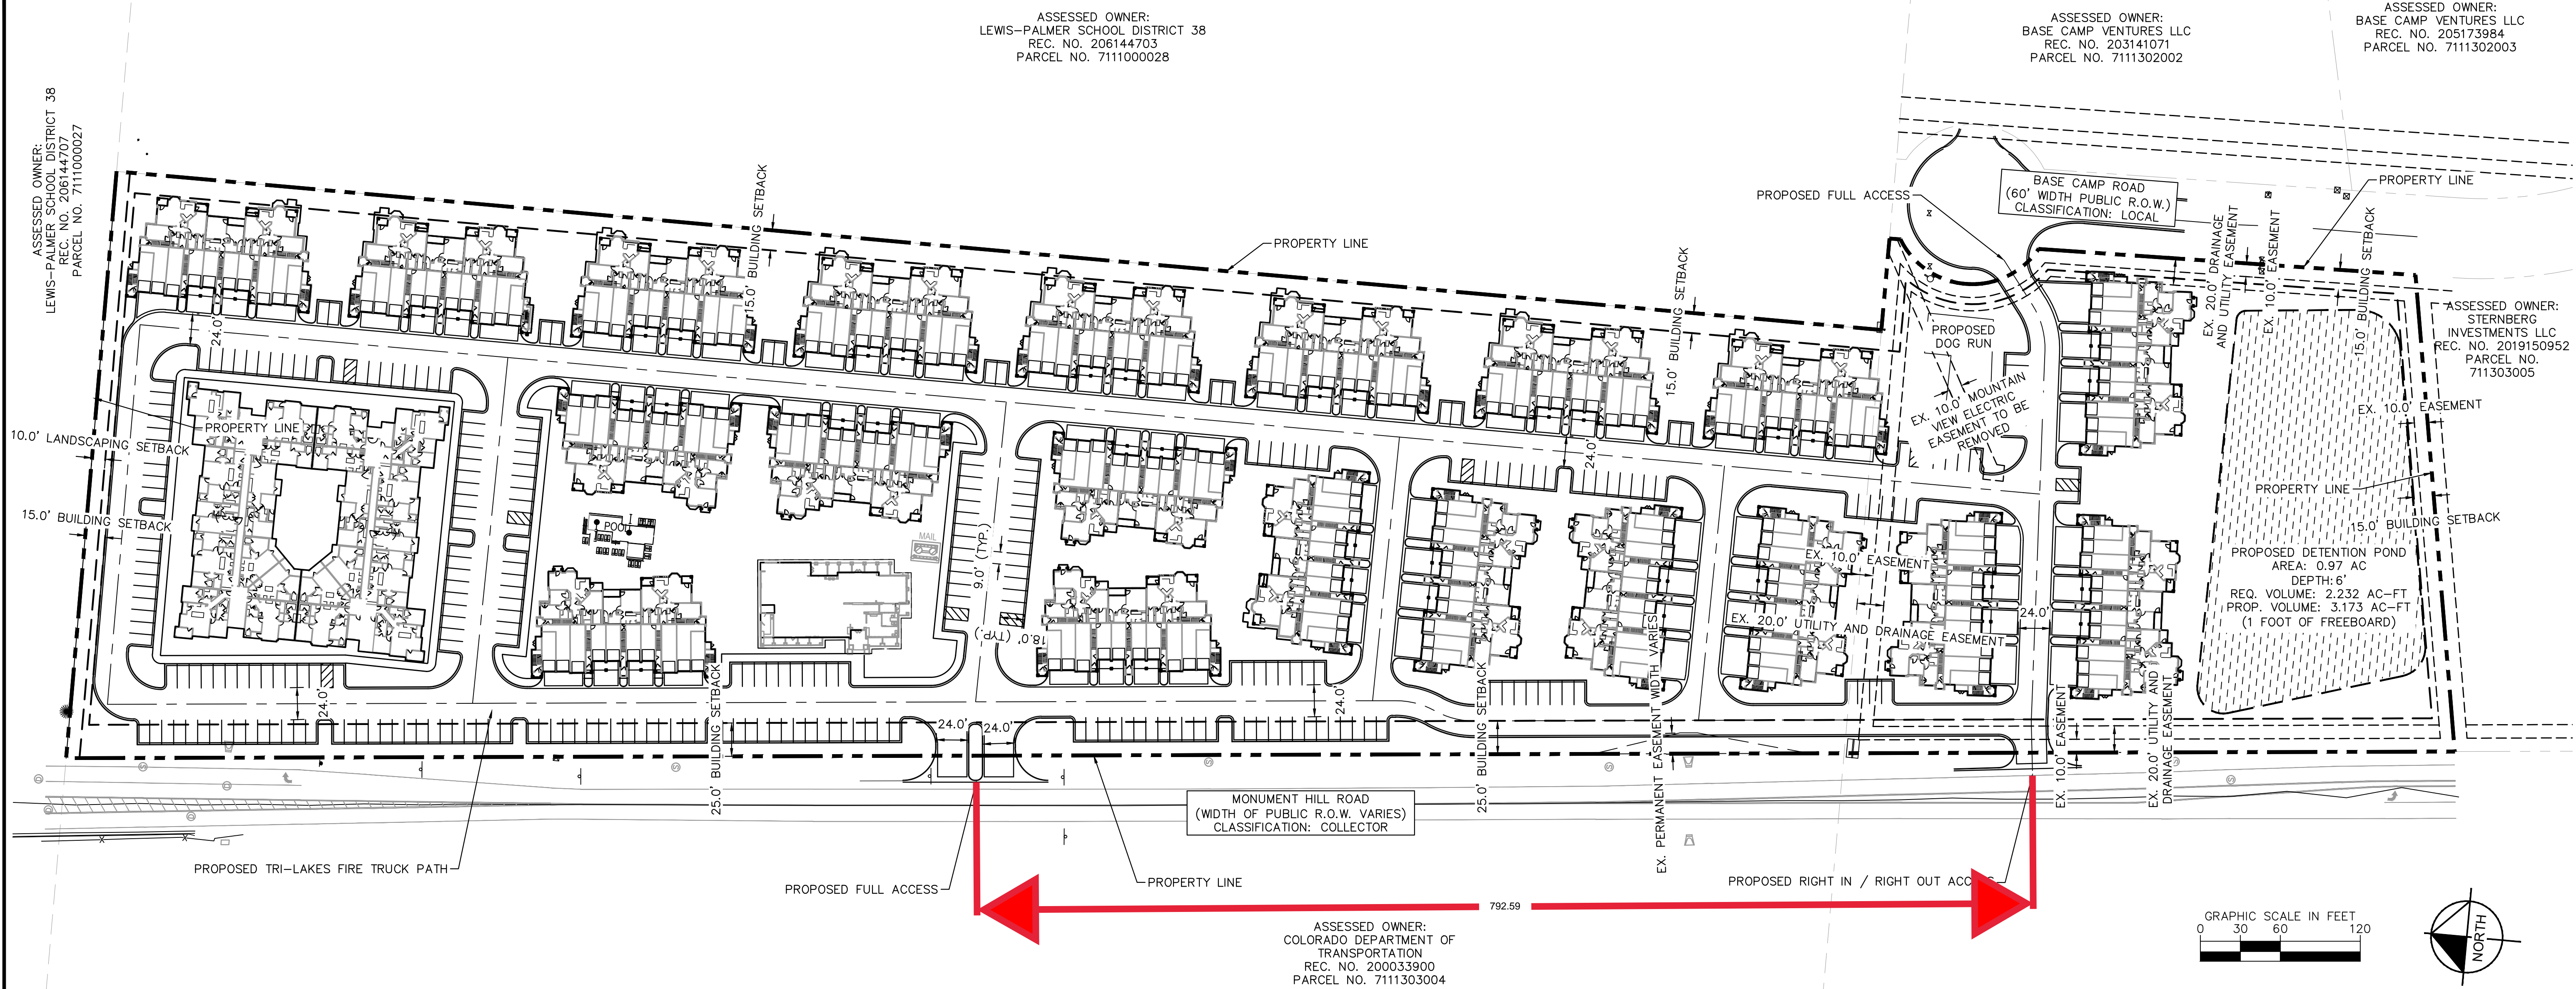 ASSESSED OWNER:
LEWIS-PALMER SCHOOL DISTRICT 38
REC. NO. 206144703
PARCEL NO. 7111000028
ASSESSED OWNER:
BASE CAMP VENTURES LLC
REC. NO. 203141071
PARCEL NO. 7111302002
ASSESSED OWNER:
BASE CAMP VENTURES LLC
REC. NO. 205173984
PARCEL NO. 7111302003
ASSESSED OWNER:
LEWIS-PALMER SCHOOL DISTRICT 38
REC. NO. 206144707
PARCEL NO. 7111000027
15.0' BUILDING SETBACK
PROPERTY LINE
15.0' BUILDING SETBACK
PROPOSED FULL ACCESS
BASE CAMP ROAD
(60' WIDTH PUBLIC R.O.W.)
CLASSIFICATION: LOCAL
PROPERTY LINE
EX. 20.0' DRAINAGE
AND UTILITY EASEMENT
EX. 10.0' EASEMENT
15.0' BUILDING SETBACK
ASSESSED OWNER:
STERNBERG
INVESTMENTS LLC
REC. NO. 2019150952
PARCEL NO.
711303005
24.0'
PROPOSED
DOG RUN
EX. 10.0' MOUNTAIN
VIEW ELECTRIC
EASEMENT TO BE
REMOVED
24.0'
EX. 10.0' EASEMENT
PROPERTY LINE
10.0' LANDSCAPING SETBACK
15.0' BUILDING SETBACK
POOL
MAIL
9.0' (TYP.)
18.0' (TYP.)
PROPERTY LINE
15.0' BUILDING SETBACK
EX. 10.0' EASEMENT
EX. 20.0' UTILITY AND DRAINAGE EASEMENT
24.0'
PROPOSED DETENTION POND
AREA: 0.97 AC
DEPTH: 6'
REQ. VOLUME: 2.232 AC-FT
PROP. VOLUME: 3.173 AC-FT
(1 FOOT OF FREEBOARD)
24.0'
25.0' BUILDING SETBACK
24.0'
24.0'
24.0'
25.0' BUILDING SETBACK
EX. PERMANENT EASEMENT WIDTH VARIES
EX. 10.0' EASEMENT
EX. 20.0' UTILITY AND
DRAINAGE EASEMENT
MONUMENT HILL ROAD
(WIDTH OF PUBLIC R.O.W. VARIES)
CLASSIFICATION: COLLECTOR
PROPOSED TRI-LAKES FIRE TRUCK PATH
PROPOSED FULL ACCESS
PROPERTY LINE
PROPOSED RIGHT IN / RIGHT OUT
792.59
ASSESSED OWNER:
COLORADO DEPARTMENT OF
TRANSPORTATION
REC. NO. 200033900
PARCEL NO. 7111303004
GRAPHIC SCALE IN FEET
0 30 60 120
NORTH